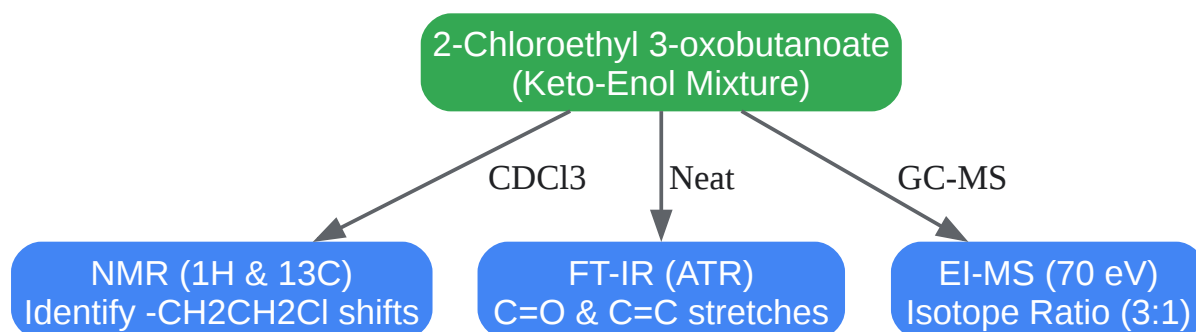 2-Chloroethyl 3-oxobutanoate
(Keto-Enol Mixture)
CDCl3
Neat
GC-MS
NMR (1H & 13C)
Identify -CH2CH2Cl shifts
FT-IR (ATR)
C=O & C=C stretches
EI-MS (70 eV)
Isotope Ratio (3:1)